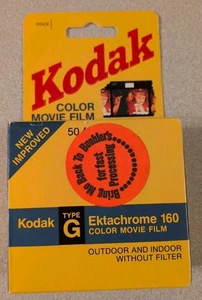 Kodak
COLOR
MOVIE FILM
NEW
IMPROVED
50
Bring Me Back To
for fast
Processing
Kodak
TYPE
G
Ektachrome 160
COLOR MOVIE FILM
OUTDOOR AND INDOOR
WITHOUT FILTER